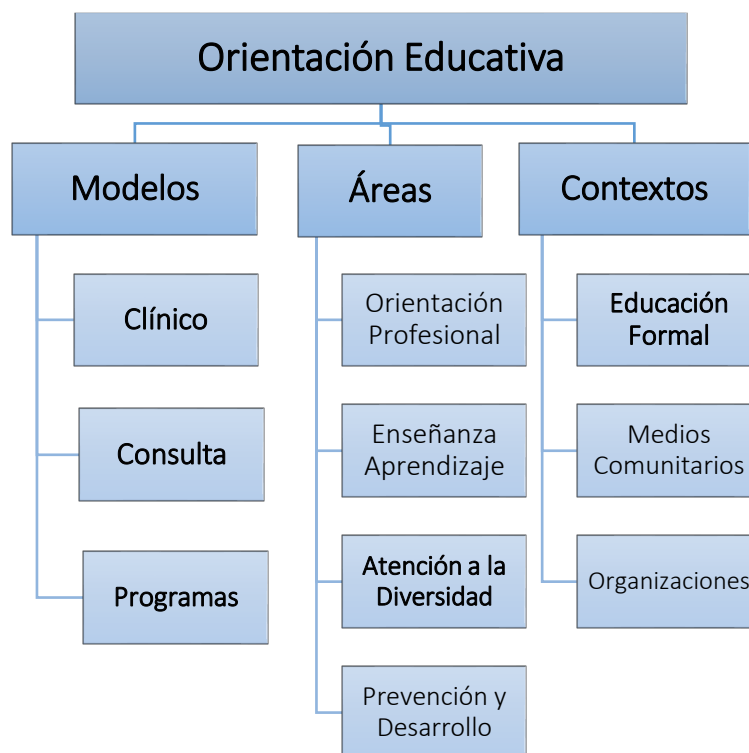 Orientación Educativa
Modelos
Clínico
Consulta
Programas
Áreas
Orientación
Profesional
Enseñanza
Aprendizaje
Atención a la
Diversidad
Prevención y
Desarrollo
Contextos
Educación
Formal
Medios
Comunitarios
Organizaciones